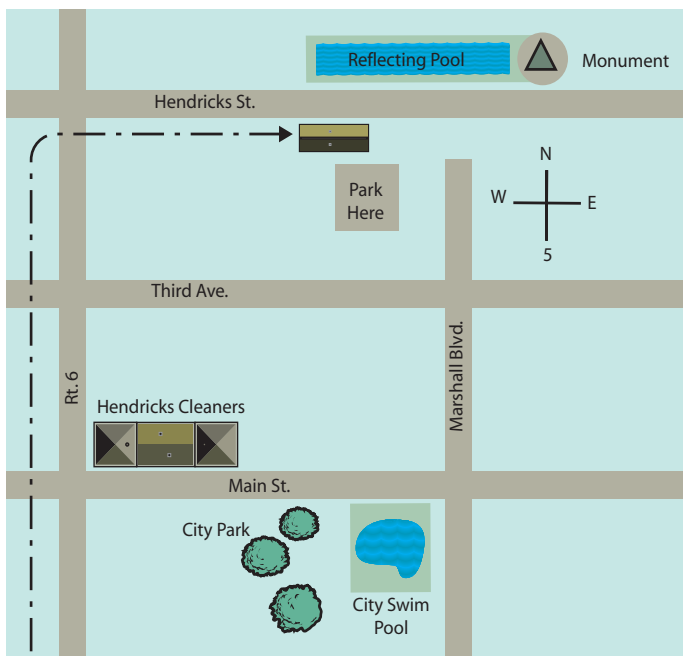 Reflecting Pool
Monument
Hendricks St.
N
Park
Here
W
E
5
Third Ave.
Rt. 6
Marshall Blvd.
Hendricks Cleaners
Main St.
City Park
City Swim
Pool